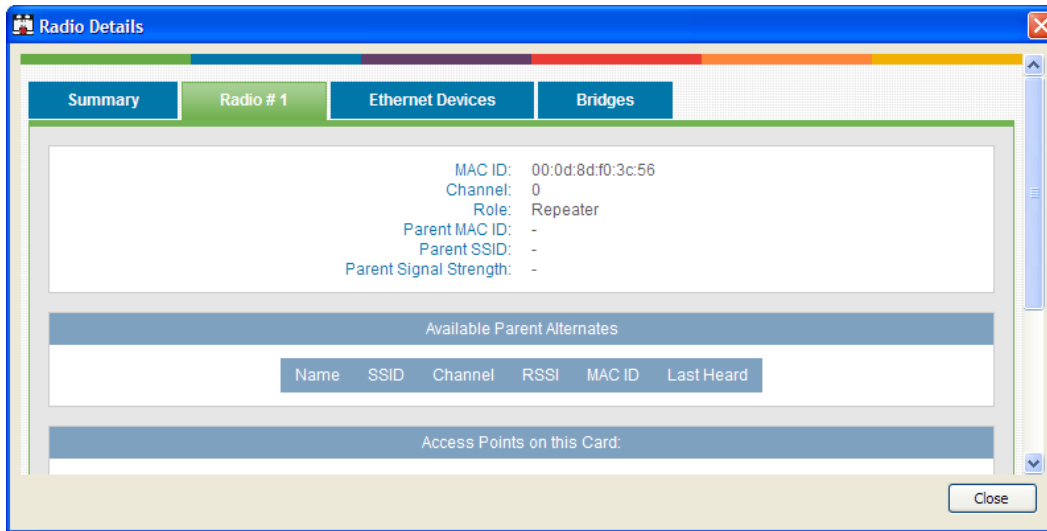 Radio Details
Summary Radio # 1 Ethernet Devices Bridges
MAC ID: 00:0d:8d:f0:3c:56
Channel: 0
Role: Repeater
Parent MAC ID: -
Parent SSID: -
Parent Signal Strength: -
Available Parent Alternates
Name SSID Channel RSSI MAC ID Last Heard
Access Points on this Card:
Close